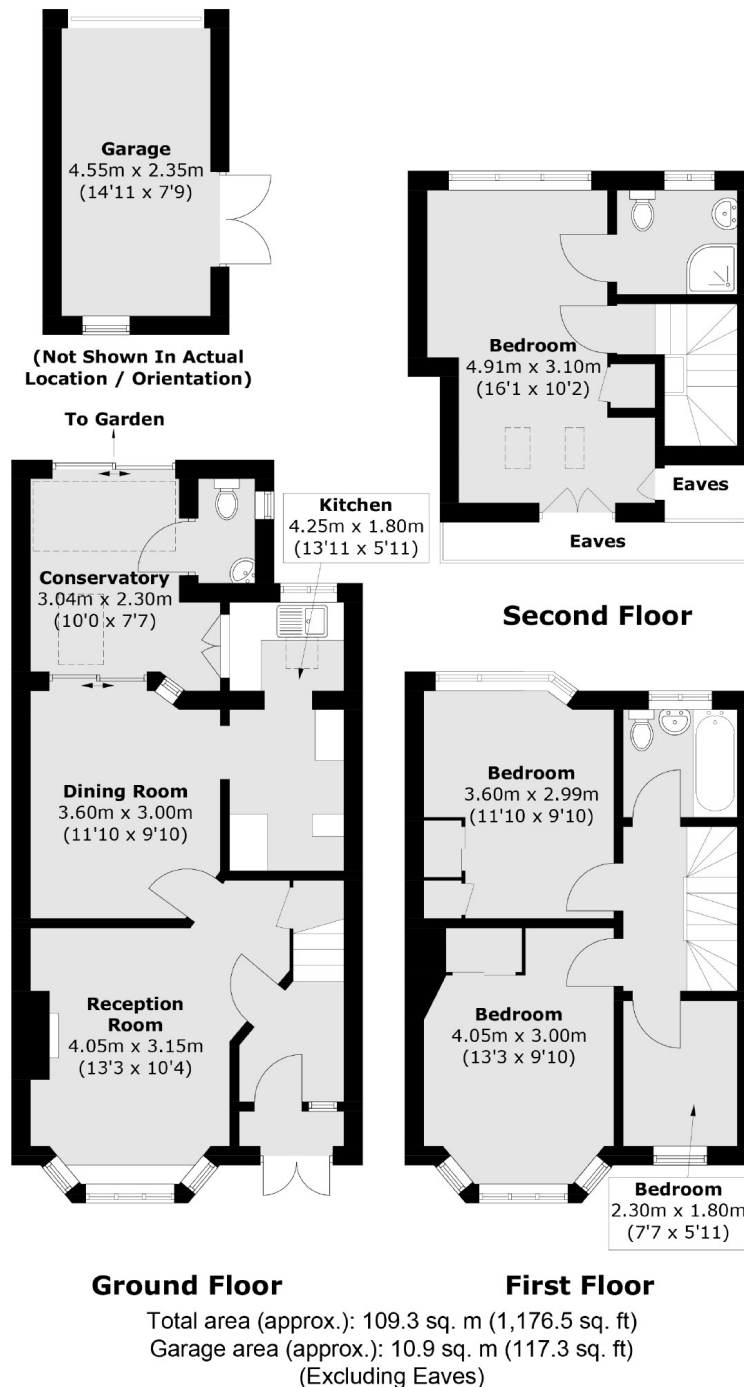 Garage
4.55m x 2.35m
(14'11 x 7'9)
(Not Shown In Actual
Location / Orientation)
To Garden
Kitchen
4.25m x 1.80m
(13'11 x 5'11)
Conservatory
3.04m x 2.30m
(10'0 x 7'7)
Dining Room
3.60m x 3.00m
(11'10 x 9'10)
Reception
Room
4.05m x 3.15m
(13'3 x 10'4)
Ground Floor
Bedroom
4.91m x 3.10m
(16'1 x 10'2)
Eaves
Eaves
Second Floor
Bedroom
3.60m x 2.99m
(11'10 x 9'10)
Bedroom
4.05m x 3.00m
(13'3 x 9'10)
Bedroom
2.30m x 1.80m
(7'7 x 5'11)
First Floor
Total area (approx.): 109.3 sq. m (1,176.5 sq. ft)
Garage area (approx.): 10.9 sq. m (117.3 sq. ft)
(Excluding Eaves)